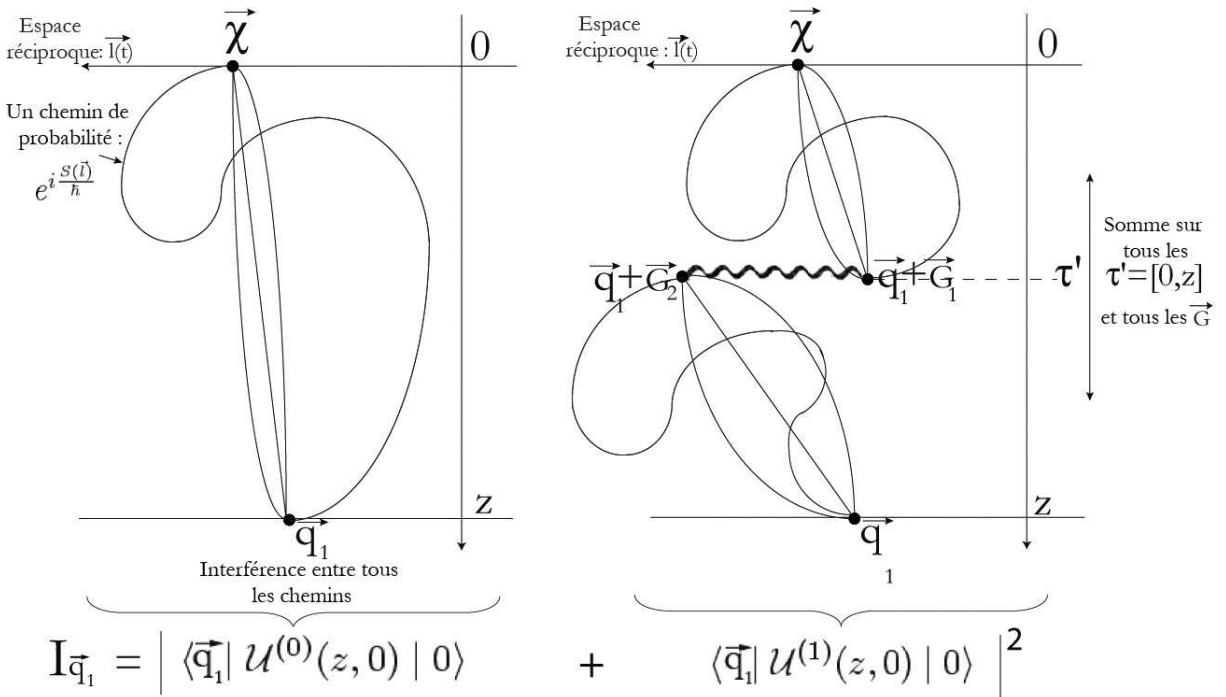 Espace
réciproque: l(t)
χ
0
Un chemin de
probabilité :
e^{i S(l)/ħ}
z
q₁
Interférence entre tous
les chemins
Espace
réciproque : l(t)
χ
0
q₁+G₂
q₁+G₁
τ'
Somme sur
tous les
τ'=[0,z]
et tous les G
z
q
1
I_{q₁} = | ⟨q₁| U^{(0)}(z,0) | 0⟩ + ⟨q₁| U^{(1)}(z,0) | 0⟩ |²